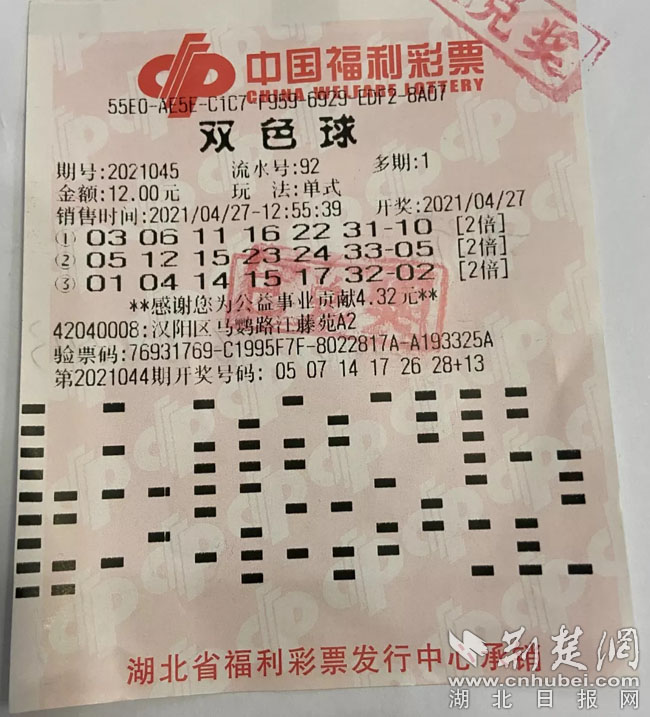 兑奖
中国福利彩票
CHINA WELFARE LOTTERY
55E0-AE5E-C1C7-F959-6929-EDF2-8A07
双色球
期号:2021045 流水号:92 多期:1
金额:12.00元 玩 法:单式
销售时间:2021/04/27-12:55:39 开奖:2021/04/27
① 03 06 11 16 22 31-10 [2倍]
② 05 12 15 23 24 33-05 [2倍]
③ 01 04 14 15 17 32-02 [2倍]
**感谢您为公益事业贡献4.32元**
42040008:汉阳区马鹦路江藤苑A2
验票码:76931769-C1995F7F-8022817A-A193325A
第2021044期开奖号码: 05 07 14 17 26 28+13
湖北省福利彩票发行中心承销
荆楚网
www.cnhubei.com
湖北日报网